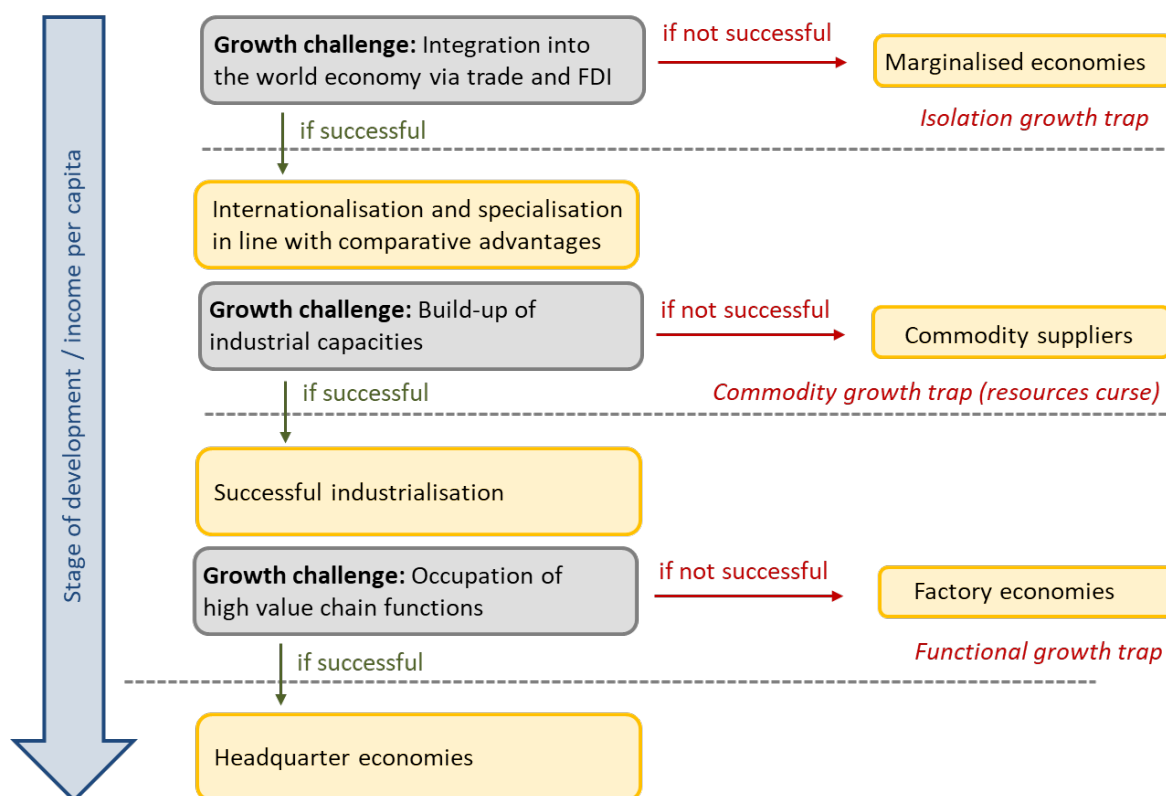 Stage of development / income per capita
Growth challenge: Integration into
the world economy via trade and FDI
if not successful
Marginalised economies
Isolation growth trap
if successful
Internationalisation and specialisation
in line with comparative advantages
Growth challenge: Build-up of
industrial capacities
if not successful
Commodity suppliers
Commodity growth trap (resources curse)
if successful
Successful industrialisation
Growth challenge: Occupation of
high value chain functions
if not successful
Factory economies
Functional growth trap
if successful
Headquarter economies